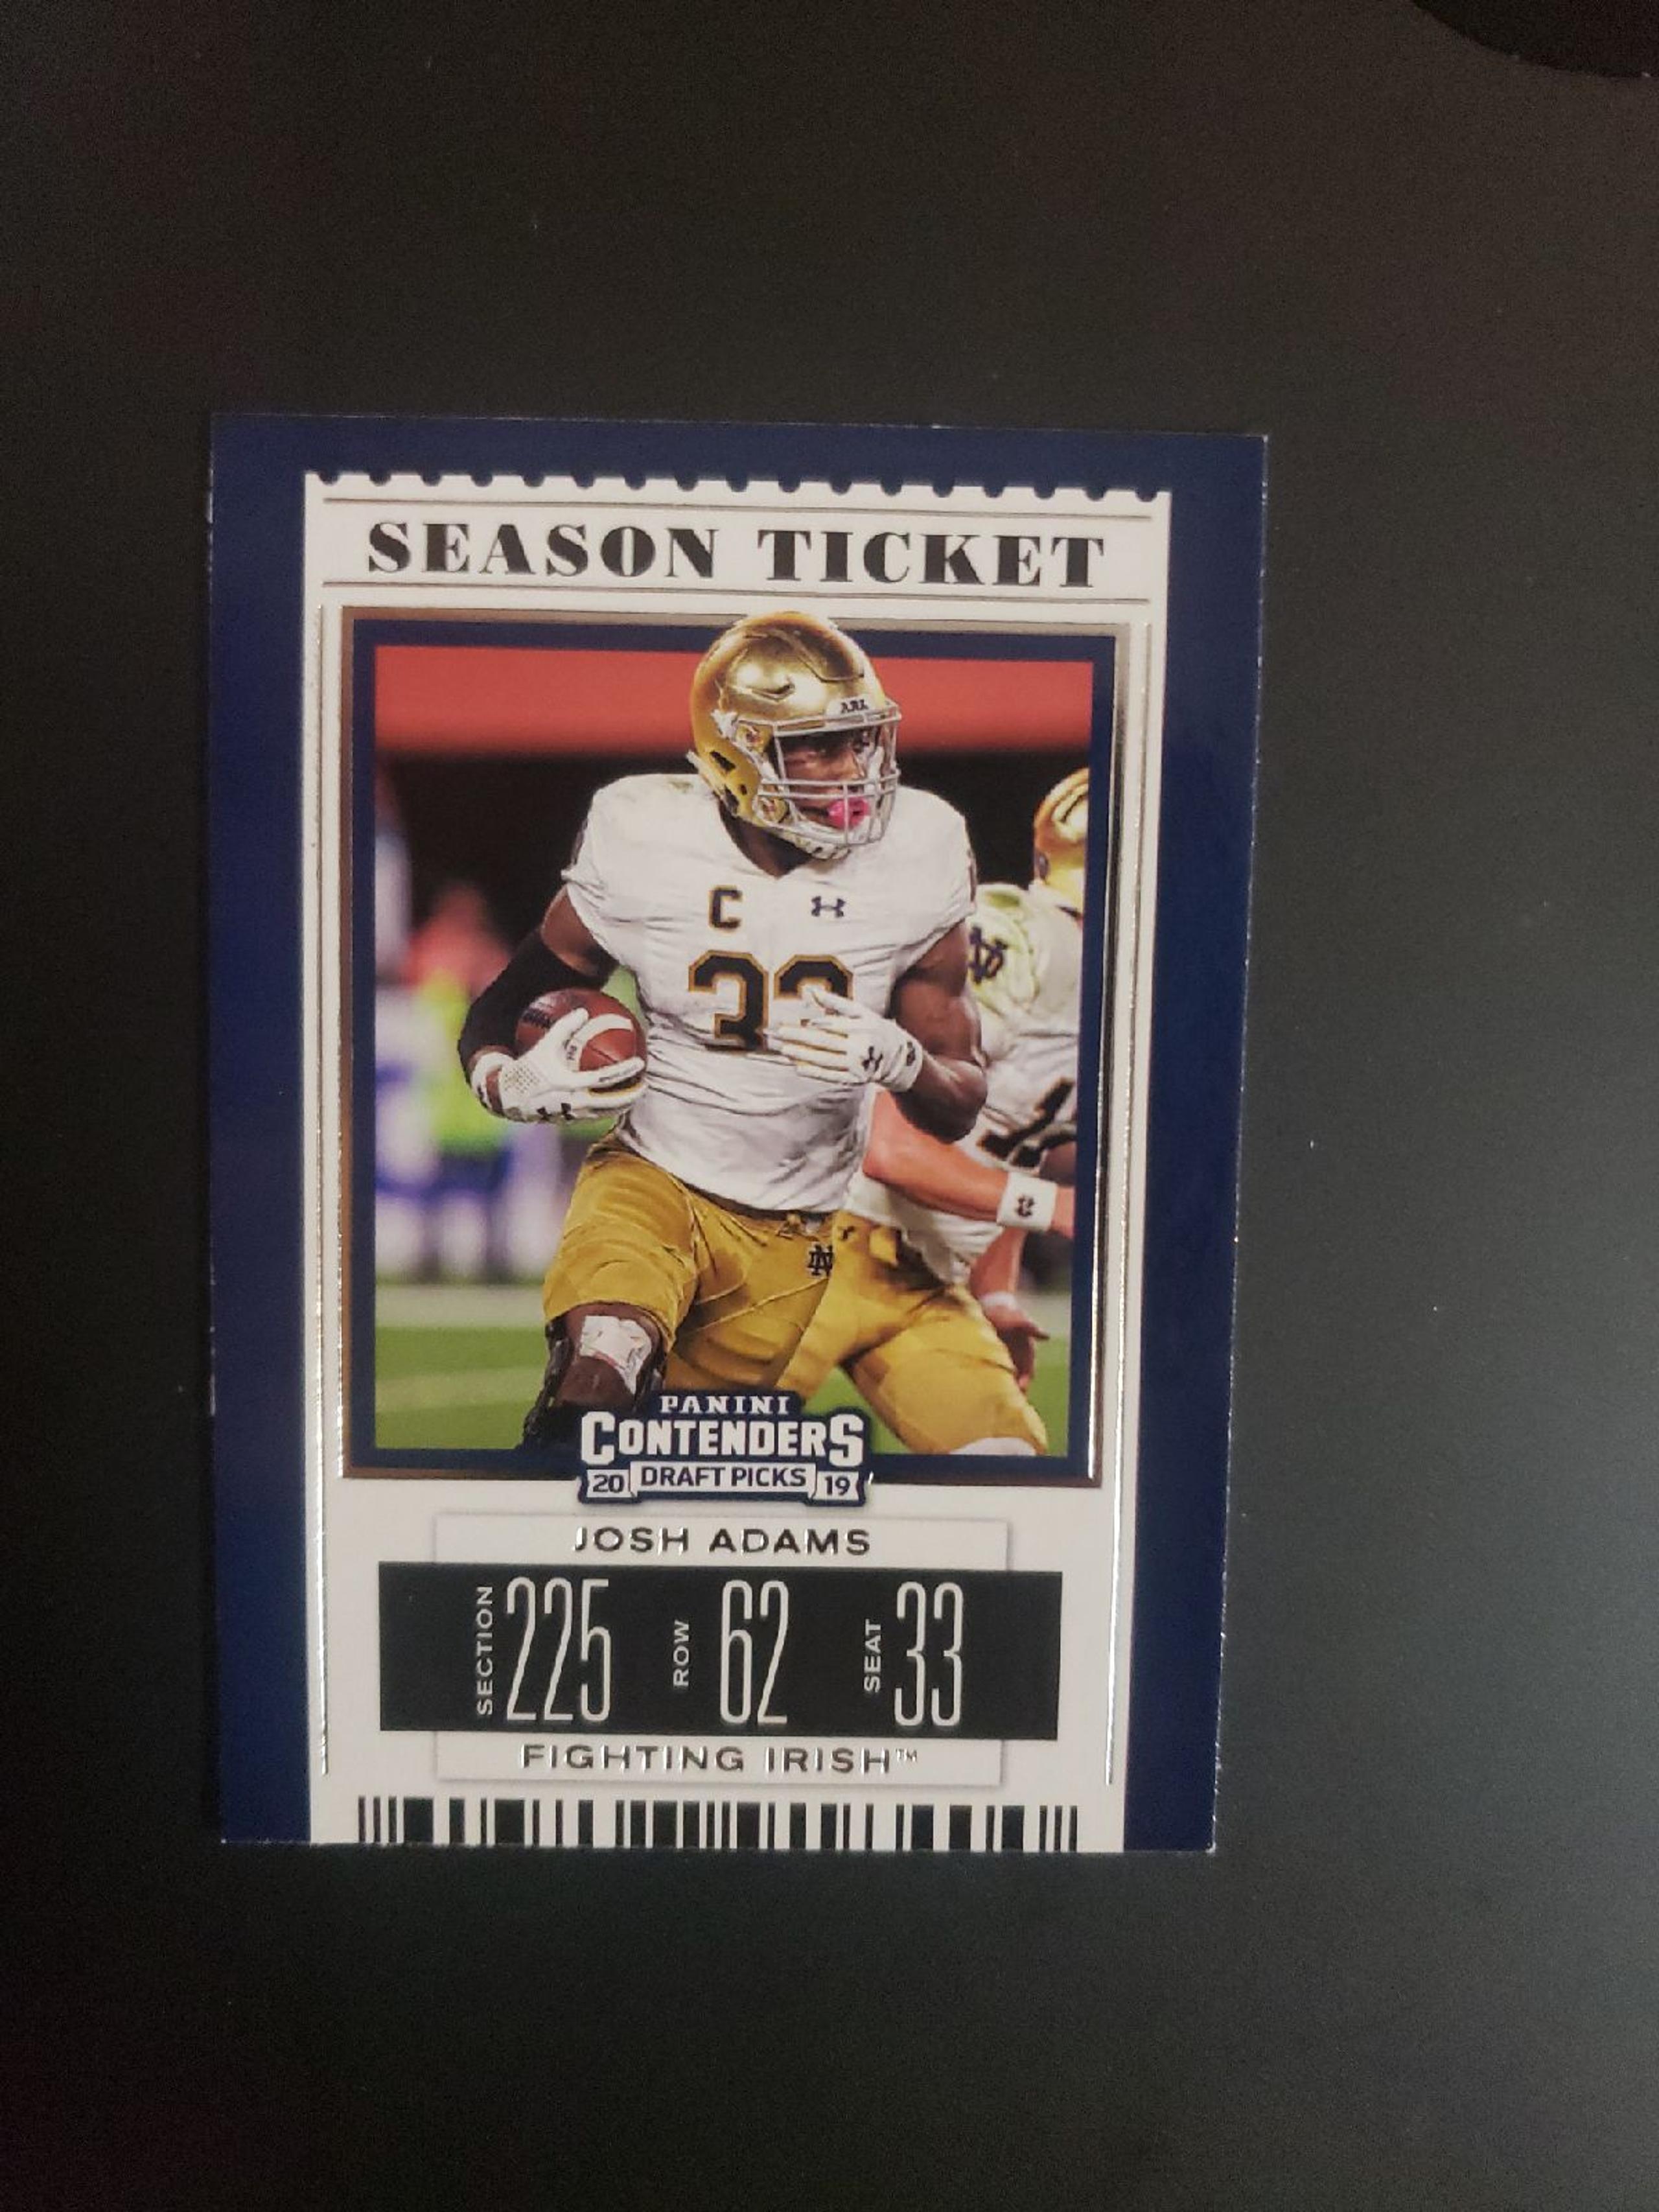 SEASON TICKET
ARA
C
33
PANINI
CONTENDERS
20 DRAFT PICKS 19
JOSH ADAMS
SECTION 225 ROW 62 SEAT 33
FIGHTING IRISH™